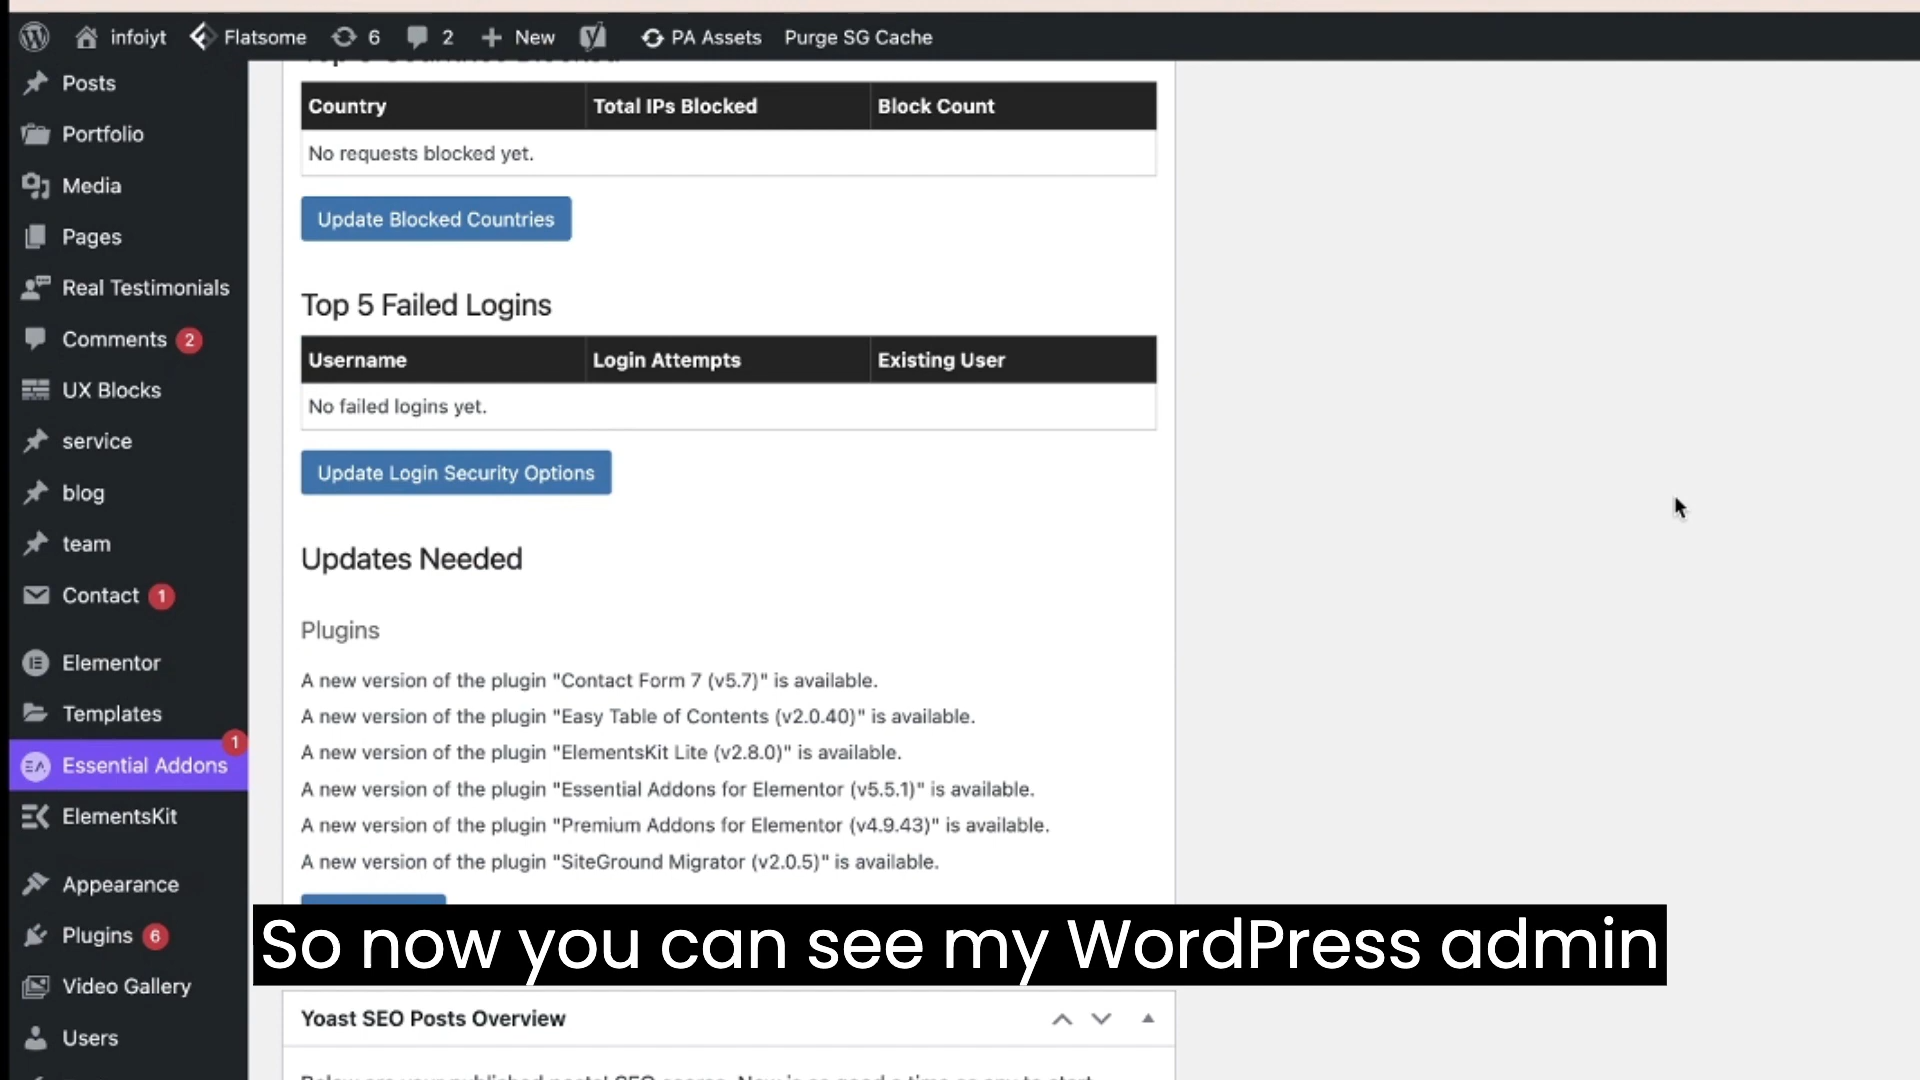 infoiyt Flatsome 6 2 New PA Assets Purge SG Cache
Posts
Portfolio
Media
Pages
Real Testimonials
Comments 2
UX Blocks
service
blog
team
Contact 1
Elementor
Templates
Essential Addons 1
ElementsKit
Appearance
Plugins 6
Video Gallery
Users
Country Total IPs Blocked Block Count
No requests blocked yet.
Update Blocked Countries
Top 5 Failed Logins
Username Login Attempts Existing User
No failed logins yet.
Update Login Security Options
Updates Needed
Plugins
A new version of the plugin "Contact Form 7 (v5.7)" is available.
A new version of the plugin "Easy Table of Contents (v2.0.40)" is available.
A new version of the plugin "ElementsKit Lite (v2.8.0)" is available.
A new version of the plugin "Essential Addons for Elementor (v5.5.1)" is available.
A new version of the plugin "Premium Addons for Elementor (v4.9.43)" is available.
A new version of the plugin "SiteGround Migrator (v2.0.5)" is available.
So now you can see my WordPress admin
Yoast SEO Posts Overview